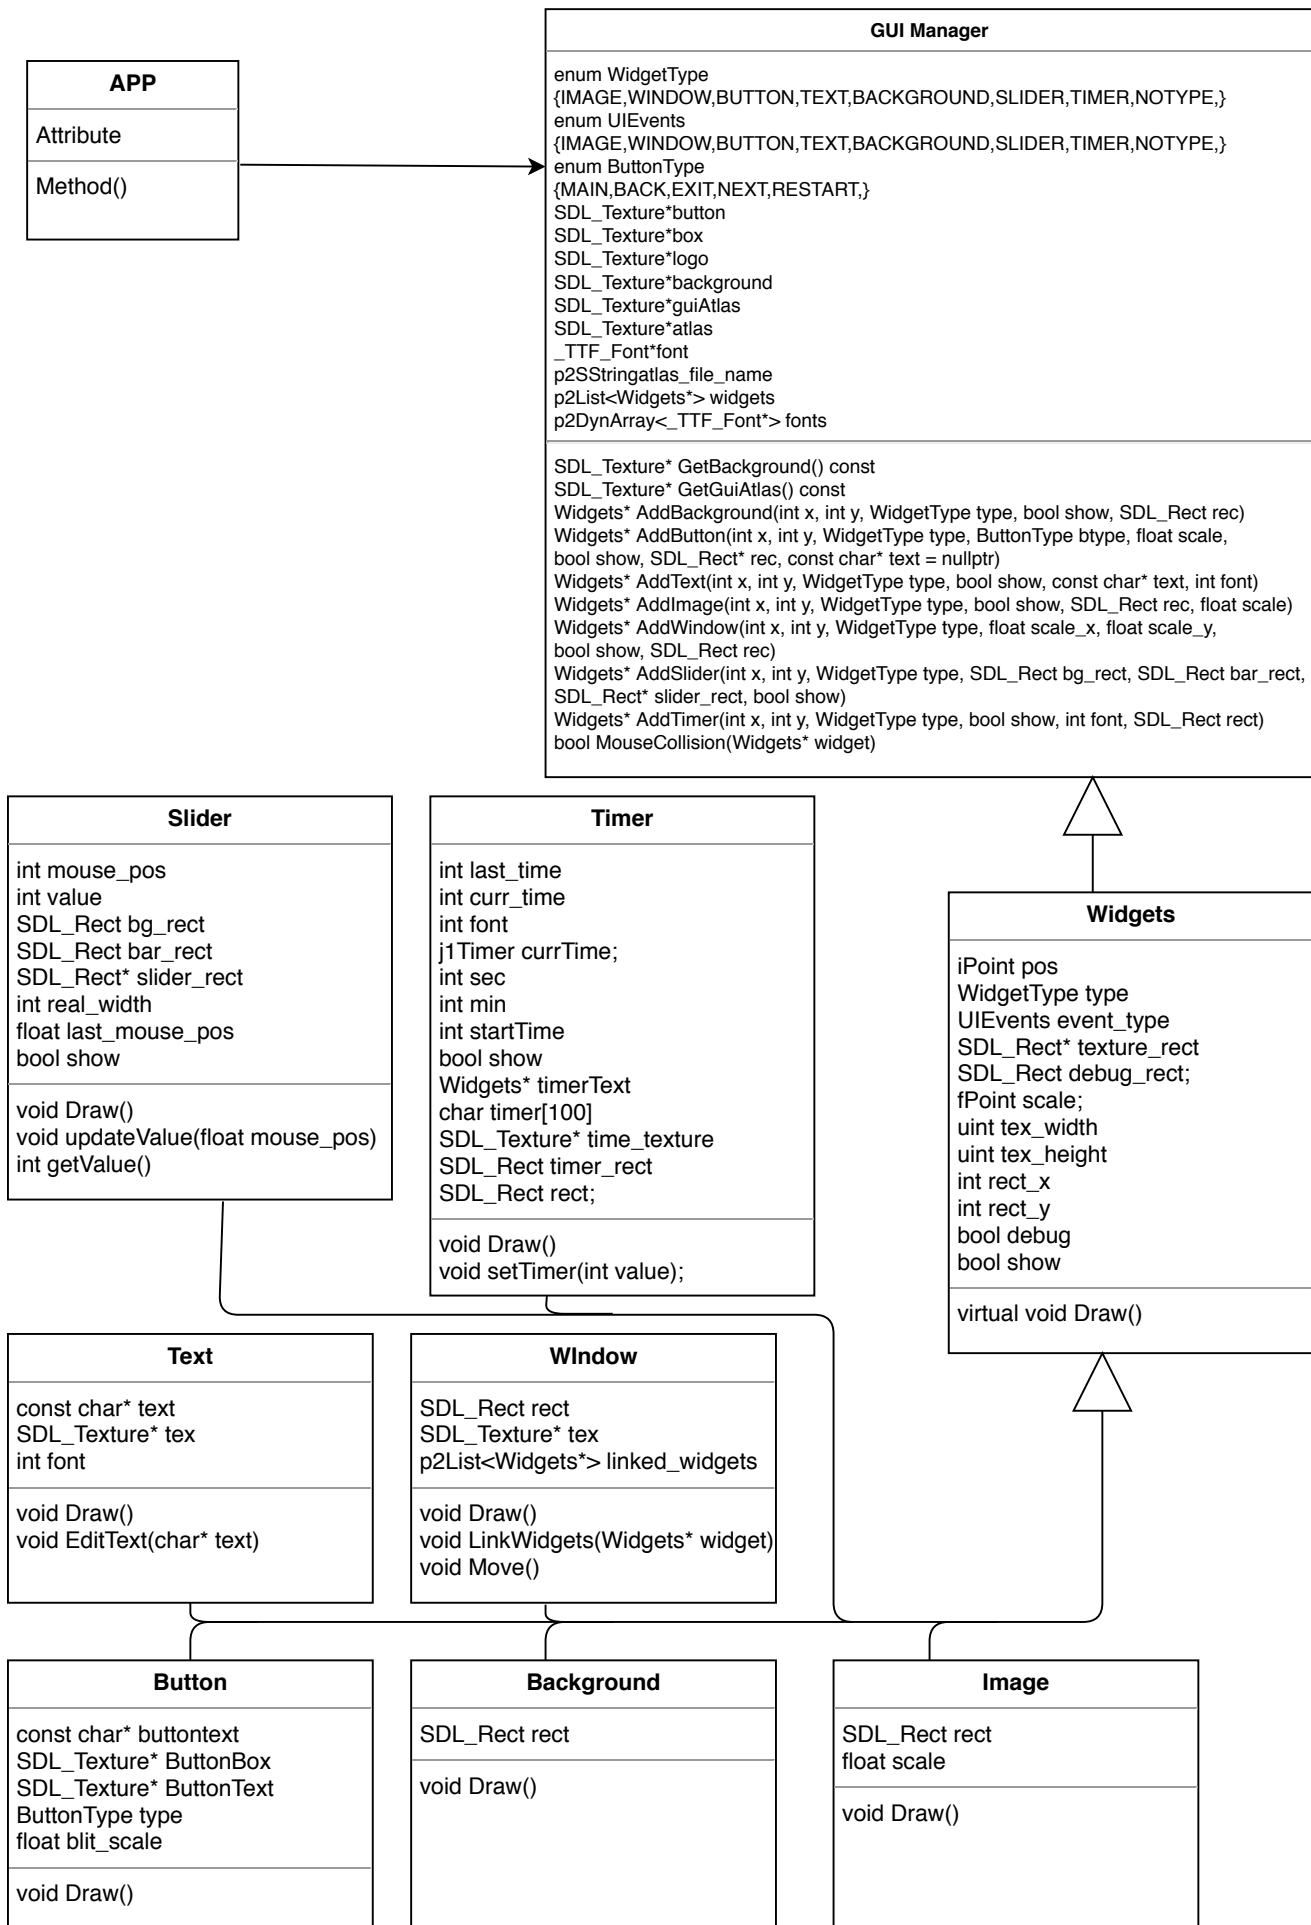 APP
Attribute
Method()
GUI Manager
enum WidgetType
{IMAGE,WINDOW,BUTTON,TEXT,BACKGROUND,SLIDER,TIMER,NOTYPE,}
enum UIEvents
{IMAGE,WINDOW,BUTTON,TEXT,BACKGROUND,SLIDER,TIMER,NOTYPE,}
enum ButtonType
{MAIN,BACK,EXIT,NEXT,RESTART,}
SDL_Texture*button
SDL_Texture*box
SDL_Texture*logo
SDL_Texture*background
SDL_Texture*guiAtlas
SDL_Texture*atlas
_TTF_Font*font
p2SStringatlas_file_name
p2List<Widgets*> widgets
p2DynArray<_TTF_Font*> fonts
SDL_Texture* GetBackground() const
SDL_Texture* GetGuiAtlas() const
Widgets* AddBackground(int x, int y, WidgetType type, bool show, SDL_Rect rec)
Widgets* AddButton(int x, int y, WidgetType type, ButtonType btype, float scale,
bool show, SDL_Rect* rec, const char* text = nullptr)
Widgets* AddText(int x, int y, WidgetType type, bool show, const char* text, int font)
Widgets* AddImage(int x, int y, WidgetType type, bool show, SDL_Rect rec, float scale)
Widgets* AddWindow(int x, int y, WidgetType type, float scale_x, float scale_y,
bool show, SDL_Rect rec)
Widgets* AddSlider(int x, int y, WidgetType type, SDL_Rect bg_rect, SDL_Rect bar_rect,
SDL_Rect* slider_rect, bool show)
Widgets* AddTimer(int x, int y, WidgetType type, bool show, int font, SDL_Rect rect)
bool MouseCollision(Widgets* widget)
Slider
int mouse_pos
int value
SDL_Rect bg_rect
SDL_Rect bar_rect
SDL_Rect* slider_rect
int real_width
float last_mouse_pos
bool show
void Draw()
void updateValue(float mouse_pos)
int getValue()
Timer
int last_time
int curr_time
int font
j1Timer currTime;
int sec
int min
int startTime
bool show
Widgets* timerText
char timer[100]
SDL_Texture* time_texture
SDL_Rect timer_rect
SDL_Rect rect;
void Draw()
void setTimer(int value);
Widgets
iPoint pos
WidgetType type
UIEvents event_type
SDL_Rect* texture_rect
SDL_Rect debug_rect;
fPoint scale;
uint tex_width
uint tex_height
int rect_x
int rect_y
bool debug
bool show
virtual void Draw()
Text
const char* text
SDL_Texture* tex
int font
void Draw()
void EditText(char* text)
WIndow
SDL_Rect rect
SDL_Texture* tex
p2List<Widgets*> linked_widgets
void Draw()
void LinkWidgets(Widgets* widget)
void Move()
Button
const char* buttontext
SDL_Texture* ButtonBox
SDL_Texture* ButtonText
ButtonType type
float blit_scale
void Draw()
Background
SDL_Rect rect
void Draw()
Image
SDL_Rect rect
float scale
void Draw()